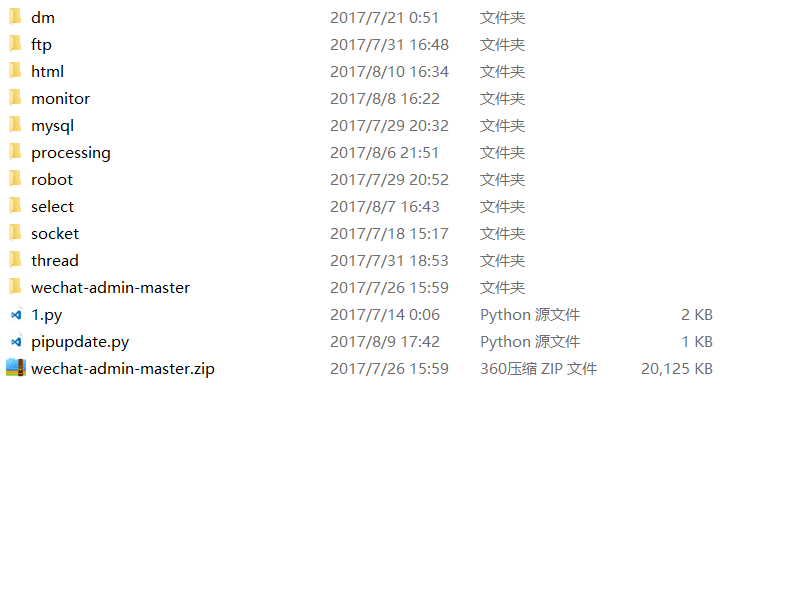 dm 2017/7/21 0:51 文件夹
ftp 2017/7/31 16:48 文件夹
html 2017/8/10 16:34 文件夹
monitor 2017/8/8 16:22 文件夹
mysql 2017/7/29 20:32 文件夹
processing 2017/8/6 21:51 文件夹
robot 2017/7/29 20:52 文件夹
select 2017/8/7 16:43 文件夹
socket 2017/7/18 15:17 文件夹
thread 2017/7/31 18:53 文件夹
wechat-admin-master 2017/7/26 15:59 文件夹
1.py 2017/7/14 0:06 Python 源文件 2 KB
pipupdate.py 2017/8/9 17:42 Python 源文件 1 KB
wechat-admin-master.zip 2017/7/26 15:59 360压缩 ZIP 文件 20,125 KB